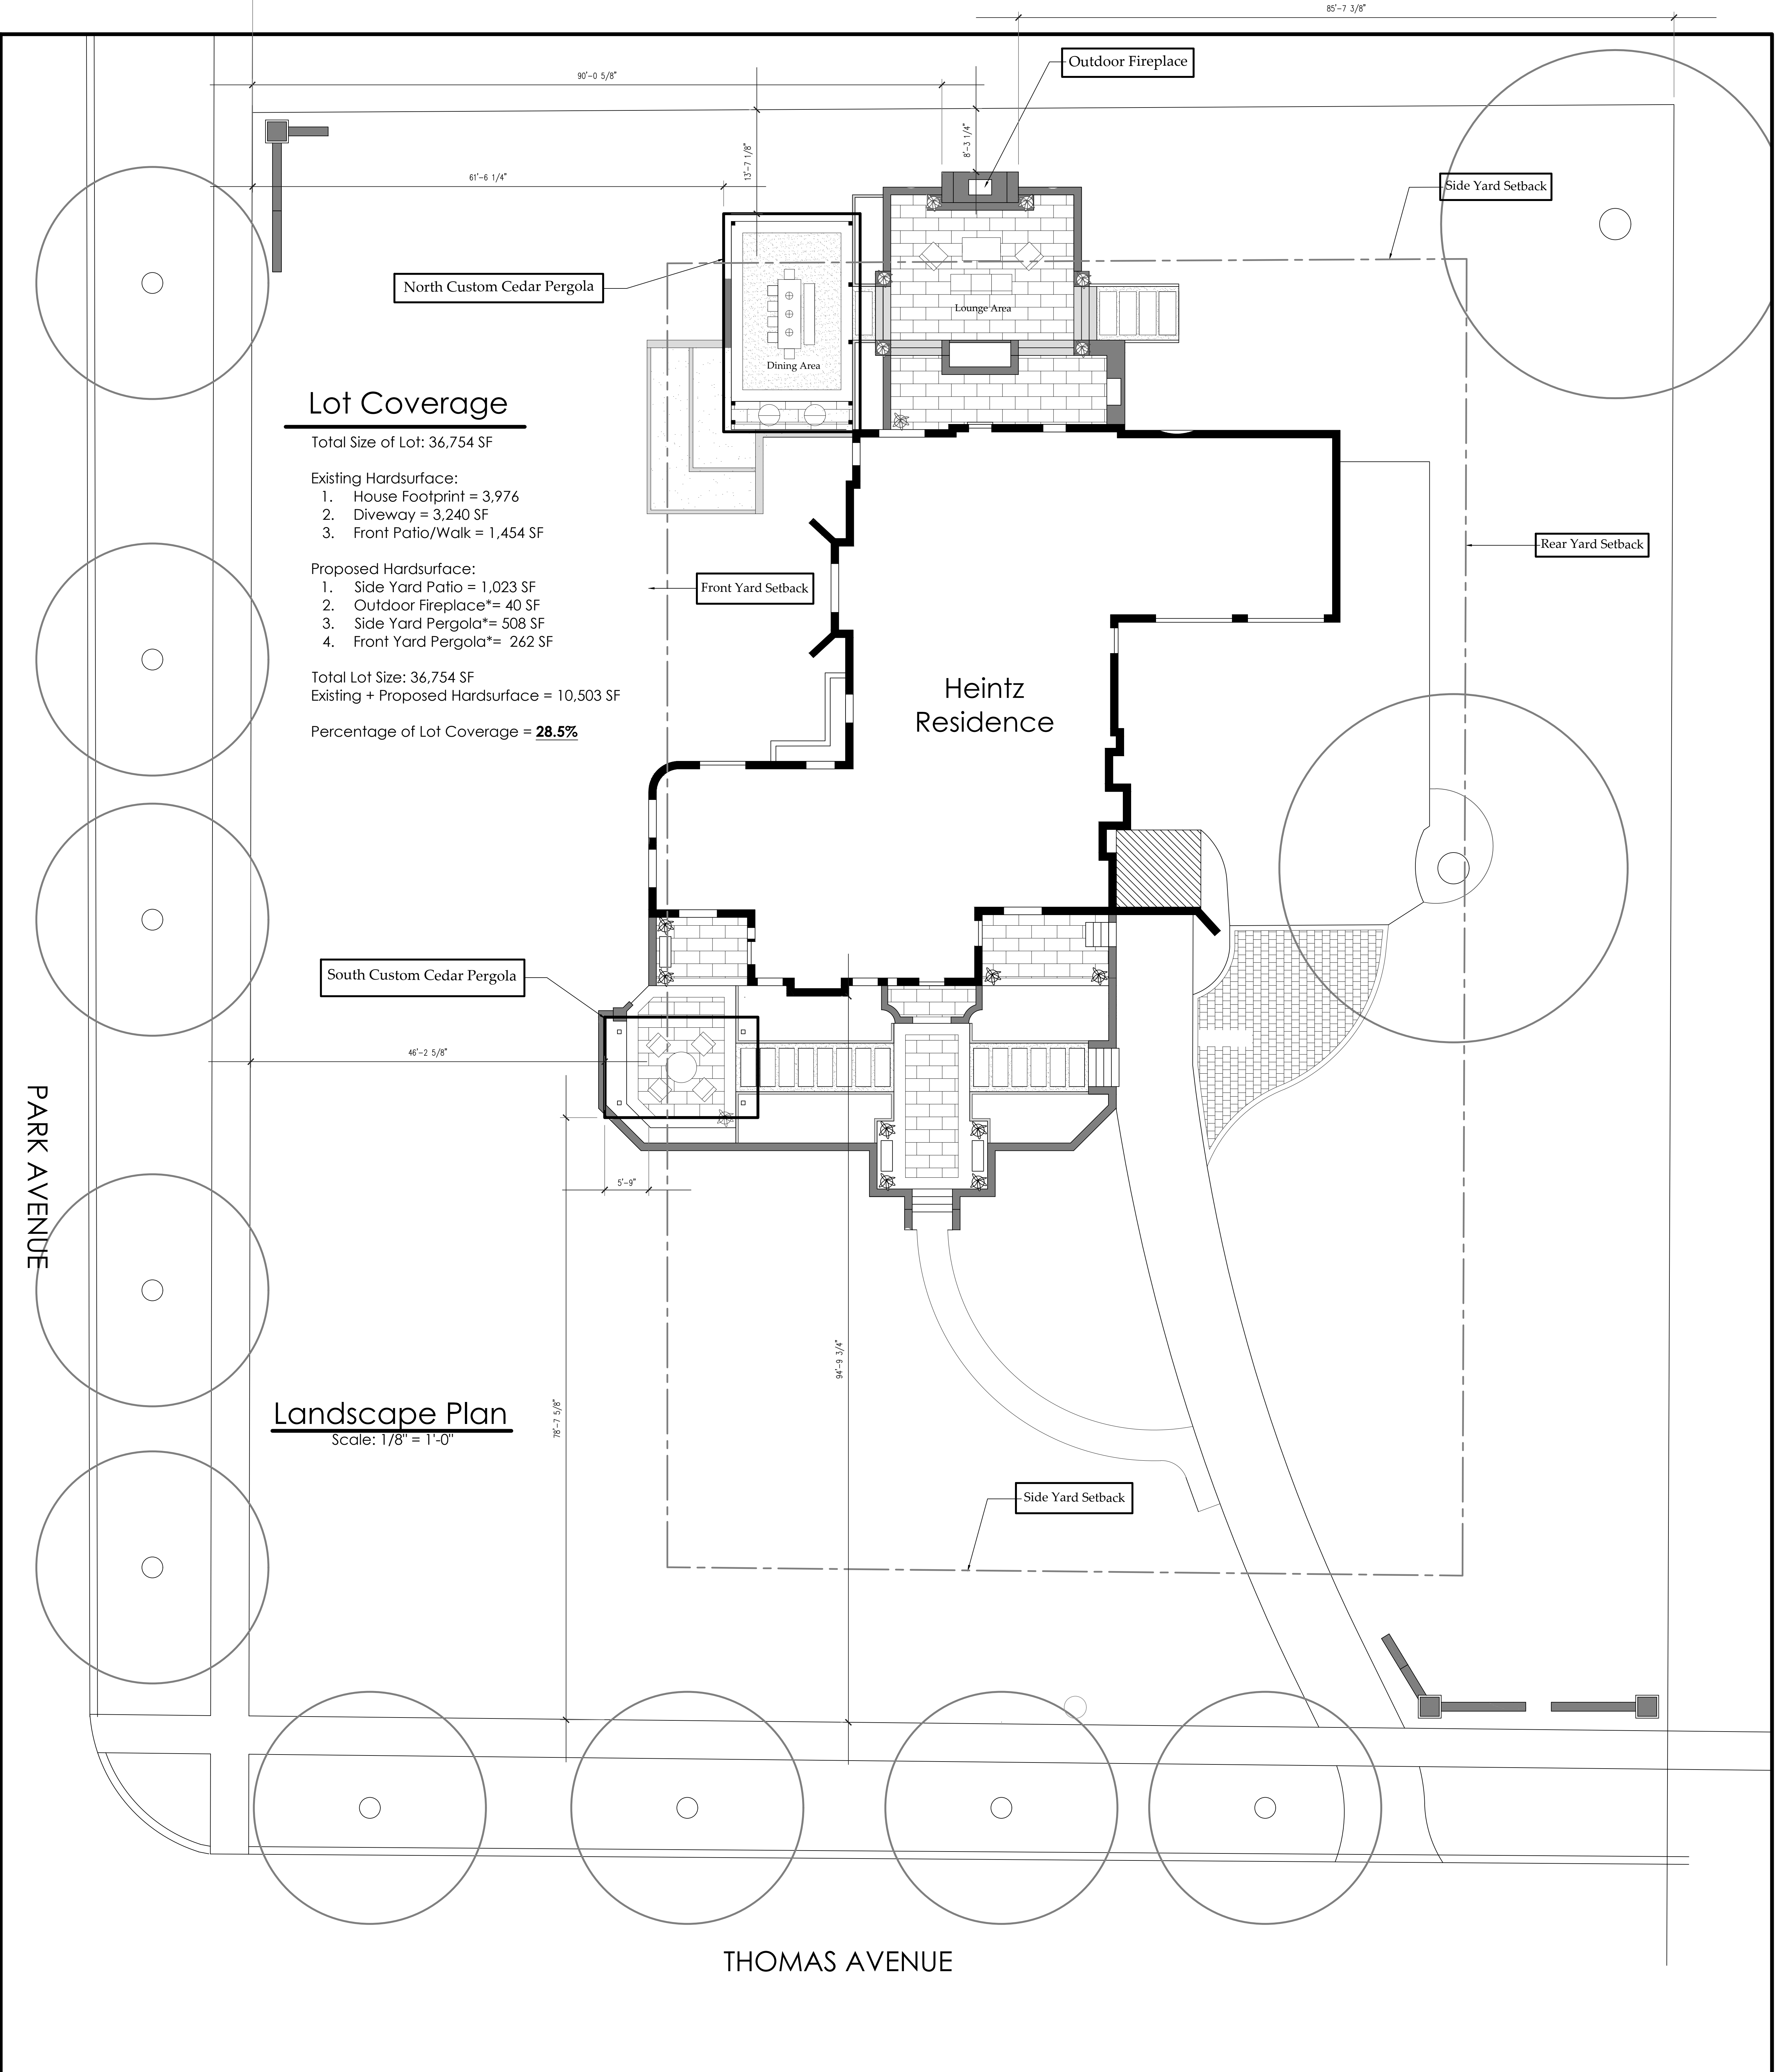 85'-7 3/8"
Outdoor Fireplace
90'-0 5/8"
8'-3 1/4"
13'-7 1/8"
61'-6 1/4"
Side Yard Setback
North Custom Cedar Pergola
Lounge Area
Dining Area
Lot Coverage
Total Size of Lot: 36,754 SF
Existing Hardsurface:
1. House Footprint = 3,976
2. Diveway = 3,240 SF
3. Front Patio/Walk = 1,454 SF
Proposed Hardsurface:
1. Side Yard Patio = 1,023 SF
2. Outdoor Fireplace*= 40 SF
3. Side Yard Pergola*= 508 SF
4. Front Yard Pergola*= 262 SF
Total Lot Size: 36,754 SF
Existing + Proposed Hardsurface = 10,503 SF
Percentage of Lot Coverage = 28.5%
Rear Yard Setback
Front Yard Setback
Heintz
Residence
South Custom Cedar Pergola
46'-2 5/8"
PARK AVENUE
5'-9"
94'-9 3/4"
78'-7 5/8"
Landscape Plan
Scale: 1/8" = 1'-0"
Side Yard Setback
THOMAS AVENUE